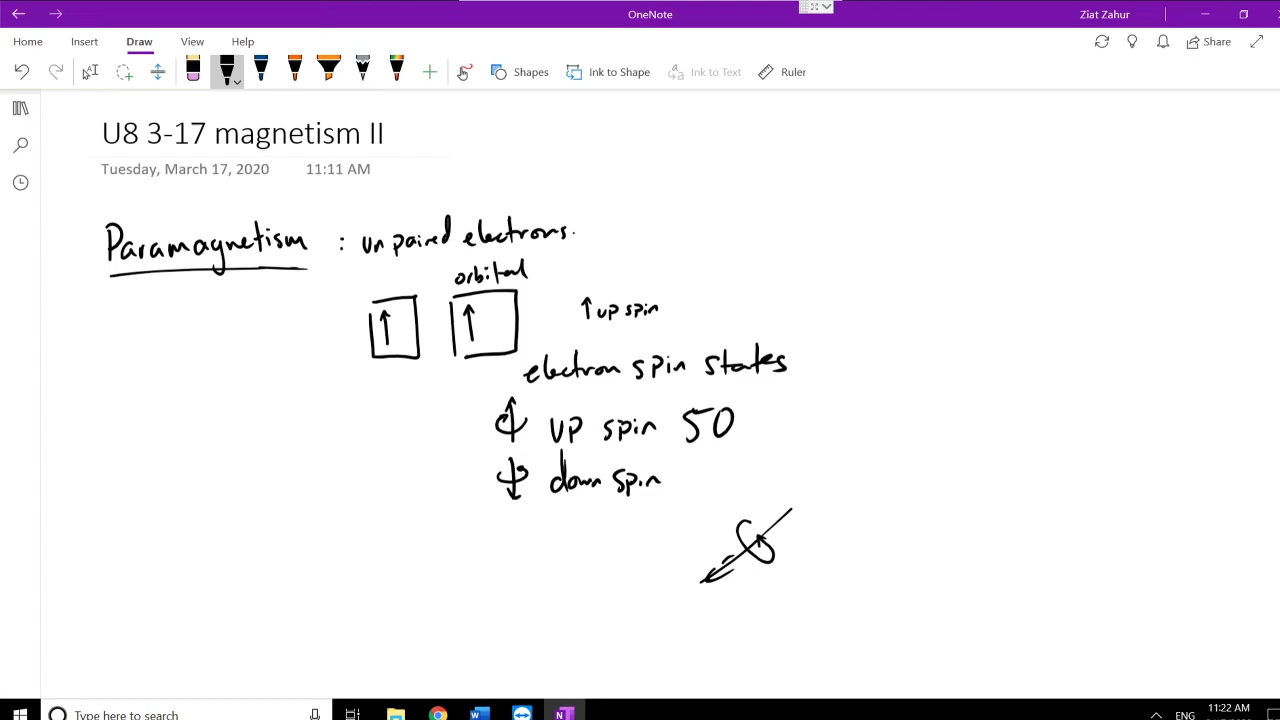 OneNote
Ziat Zahur
Home Insert Draw View Help
Share
Shapes Ink to Shape Ink to Text Ruler
U8 3-17 magnetism II
Tuesday, March 17, 2020 11:11 AM
Paramagnetism : unpaired electrons.
orbital
↑ ↑ ↑ up spin
electron spin states
up spin 50
down spin
Type here to search
ENG
11:22 AM